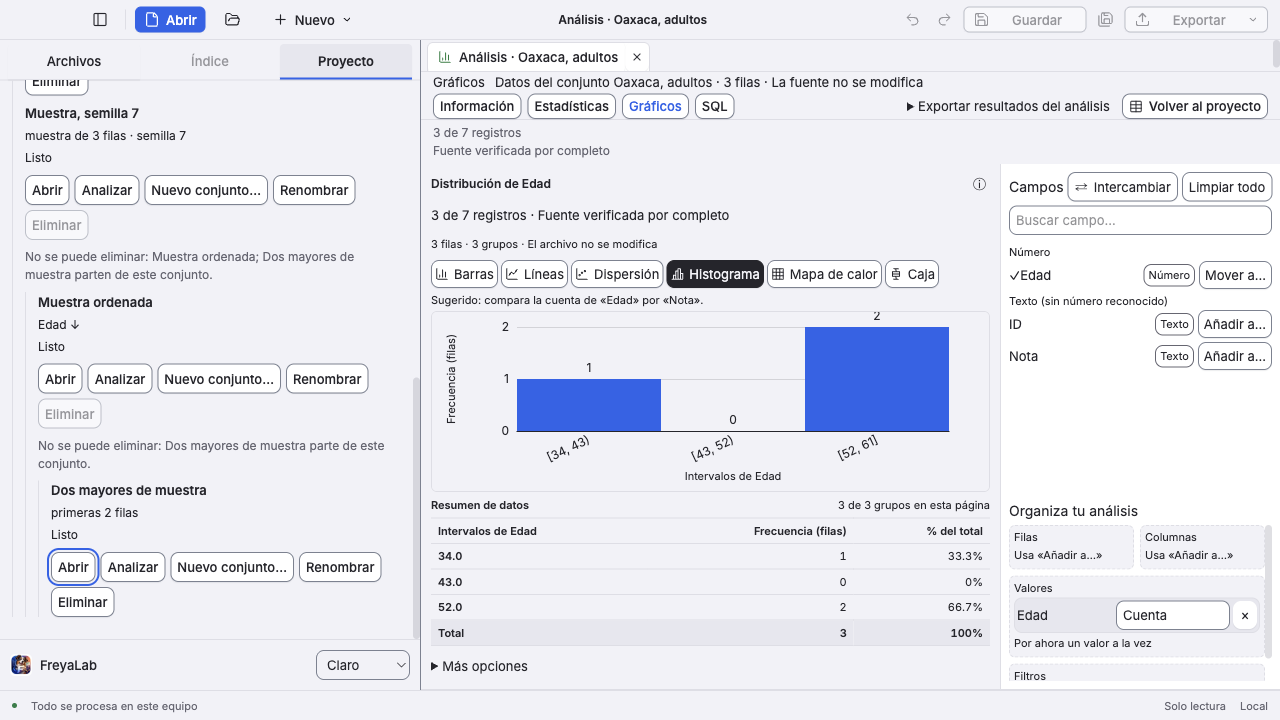 Abrir
Nuevo
Análisis · Oaxaca, adultos
Guardar
Exportar
Archivos
Índice
Proyecto
Eliminar
Muestra, semilla 7
muestra de 3 filas · semilla 7
Listo
Abrir
Analizar
Nuevo conjunto...
Renombrar
Eliminar
No se puede eliminar: Muestra ordenada; Dos mayores de
muestra parten de este conjunto.
Muestra ordenada
Edad ↓
Listo
Abrir
Analizar
Nuevo conjunto...
Renombrar
Eliminar
No se puede eliminar: Dos mayores de muestra parte de este
conjunto.
Dos mayores de muestra
primeras 2 filas
Listo
Abrir
Analizar
Nuevo conjunto...
Renombrar
Eliminar
FreyaLab
Claro
Análisis · Oaxaca, adultos
Gráficos Datos del conjunto Oaxaca, adultos · 3 filas · La fuente no se modifica
Información
Estadísticas
Gráficos
SQL
Exportar resultados del análisis
Volver al proyecto
3 de 7 registros
Fuente verificada por completo
Distribución de Edad
3 de 7 registros · Fuente verificada por completo
3 filas · 3 grupos · El archivo no se modifica
Barras
Líneas
Dispersión
Histograma
Mapa de calor
Caja
Sugerido: compara la cuenta de «Edad» por «Nota».
Frecuencia (filas)
2
1
0
1
0
2
[34, 43)
[43, 52)
[52, 61]
Intervalos de Edad
Resumen de datos
3 de 3 grupos en esta página
Intervalos de Edad Frecuencia (filas) % del total
34.0 1 33.3%
43.0 0 0%
52.0 2 66.7%
Total 3 100%
Más opciones
Campos
Intercambiar
Limpiar todo
Buscar campo...
Número
✓Edad
Número
Mover a...
Texto (sin número reconocido)
ID
Texto
Añadir a...
Nota
Texto
Añadir a...
Organiza tu análisis
Filas
Usa «Añadir a...»
Columnas
Usa «Añadir a...»
Valores
Edad
Cuenta
×
Por ahora un valor a la vez
Filtros
Todo se procesa en este equipo
Solo lectura
Local